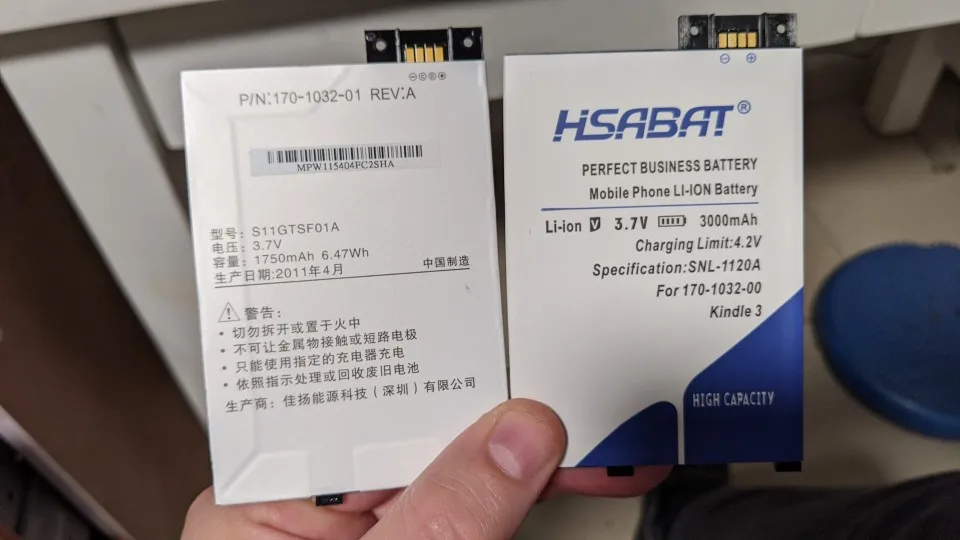 P/N:170-1032-01 REV:A
MPW115404FC2SHA
型号: S11GTSF01A
电压: 3.7V
容量: 1750mAh 6.47Wh
生产日期:2011年4月 中国制造
警告:
• 切勿拆开或置于火中
• 不可让金属物接触或短路电极
• 只能使用指定的充电器充电
• 依照指示处理或回收废旧电池
生产商: 佳扬能源科技(深圳)有限公司
HSABAT®
PERFECT BUSINESS BATTERY
Mobile Phone LI-ION Battery
Li-ion V 3.7V 3000mAh
Charging Limit:4.2V
Specification:SNL-1120A
For 170-1032-00
Kindle 3
HIGH CAPACITY